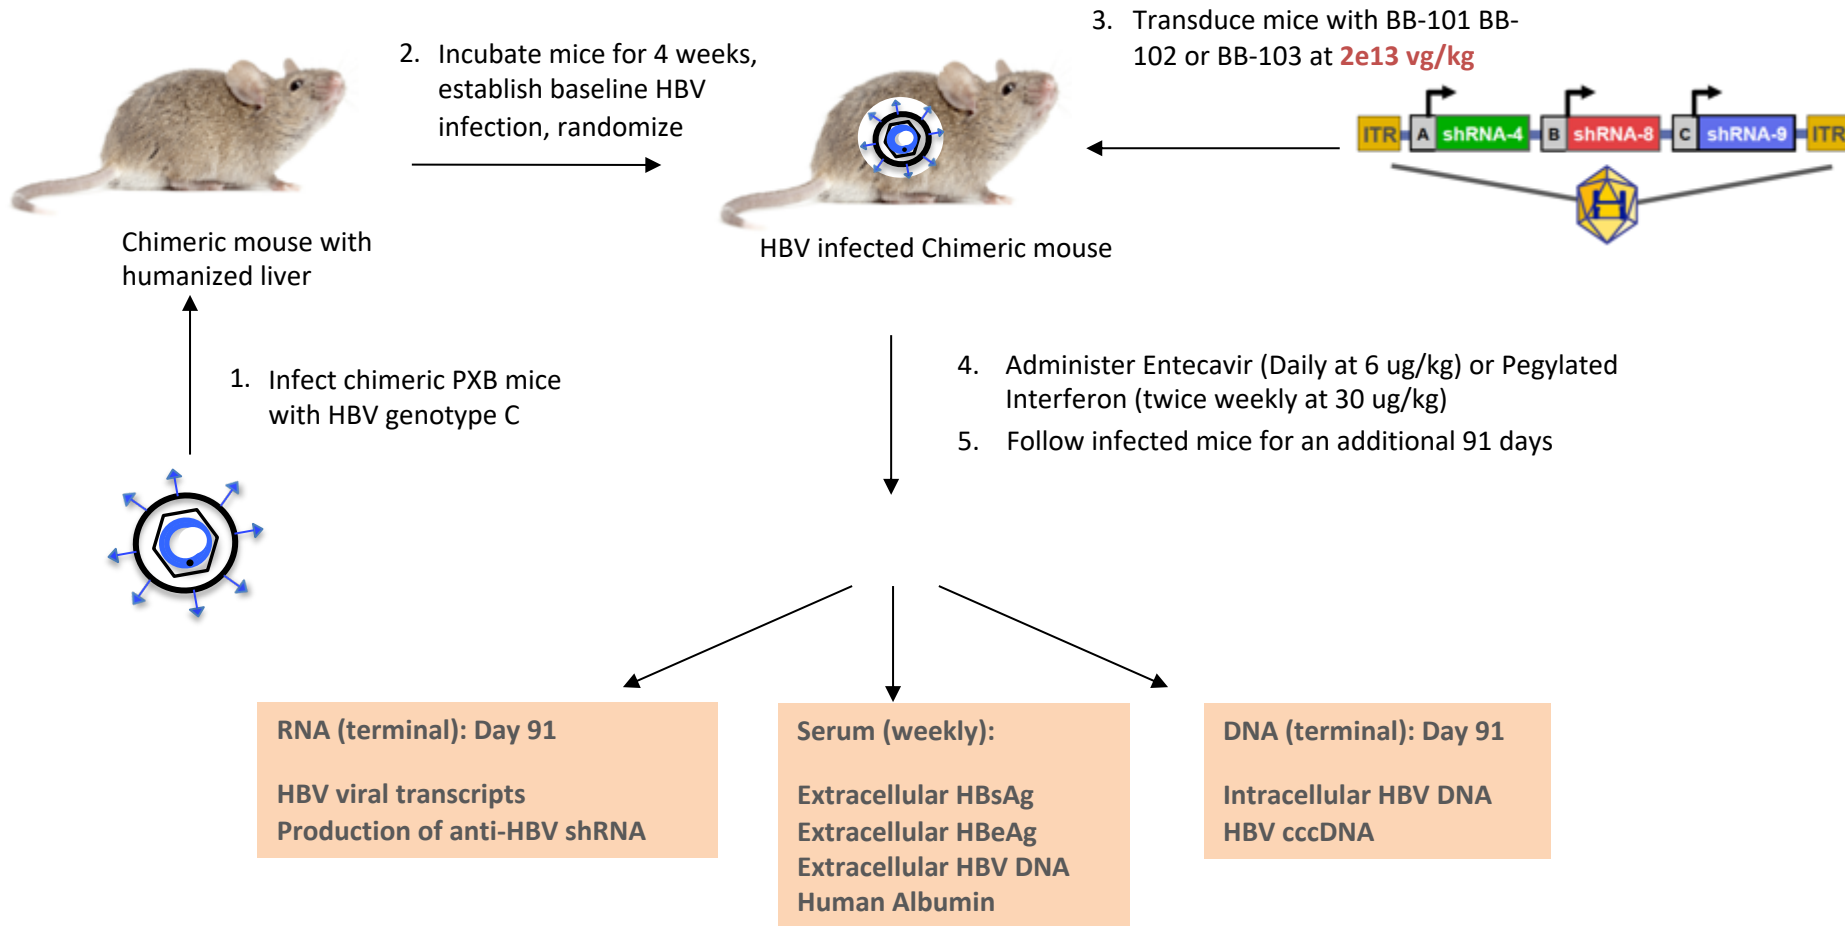 2. Incubate mice for 4 weeks,
establish baseline HBV
infection, randomize
3. Transduce mice with BB-101 BB-
102 or BB-103 at 2e13 vg/kg
ITR A shRNA-4 B shRNA-8 C shRNA-9 ITR
H
Chimeric mouse with
humanized liver
HBV infected Chimeric mouse
1. Infect chimeric PXB mice
with HBV genotype C
4. Administer Entecavir (Daily at 6 ug/kg) or Pegylated
Interferon (twice weekly at 30 ug/kg)
5. Follow infected mice for an additional 91 days
RNA (terminal): Day 91
HBV viral transcripts
Production of anti-HBV shRNA
Serum (weekly):
Extracellular HBsAg
Extracellular HBeAg
Extracellular HBV DNA
Human Albumin
DNA (terminal): Day 91
Intracellular HBV DNA
HBV cccDNA